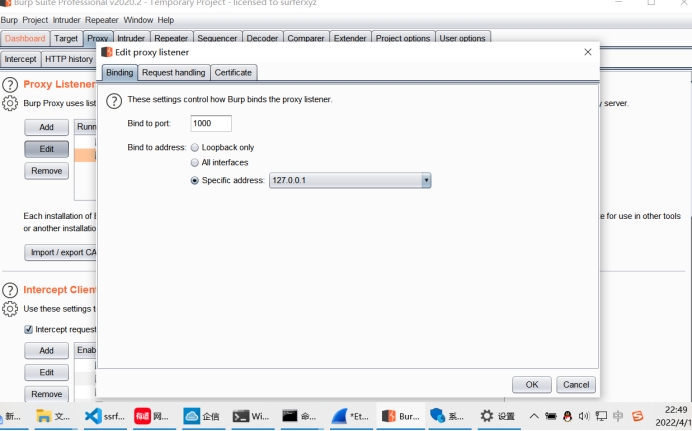 Burp Suite Professional v2020.2 - Temporary Project - licensed to surferxyz
Burp Project Intruder Repeater Window Help
Dashboard Target Proxy Intruder Repeater Sequencer Decoder Comparer Extender Project options User options
Intercept HTTP history
Edit proxy listener
Binding Request handling Certificate
Proxy Listener
These settings control how Burp binds the proxy listener.
Burp Proxy uses list
server.
Bind to port: 1000
Add Runn
Edit
Bind to address: Loopback only
All interfaces
Remove
Specific address: 127.0.0.1
Each installation of
e for use in other tools
or another installatio
Import / export CA
Intercept Clien
Use these settings t
Intercept request
Add Enab
Edit
OK Cancel
Remove
新... 文... ssrf... 有道 网... 企信 Wi... 命... *Et... Bur... 系... 设置 中
22:49
2022/4/1